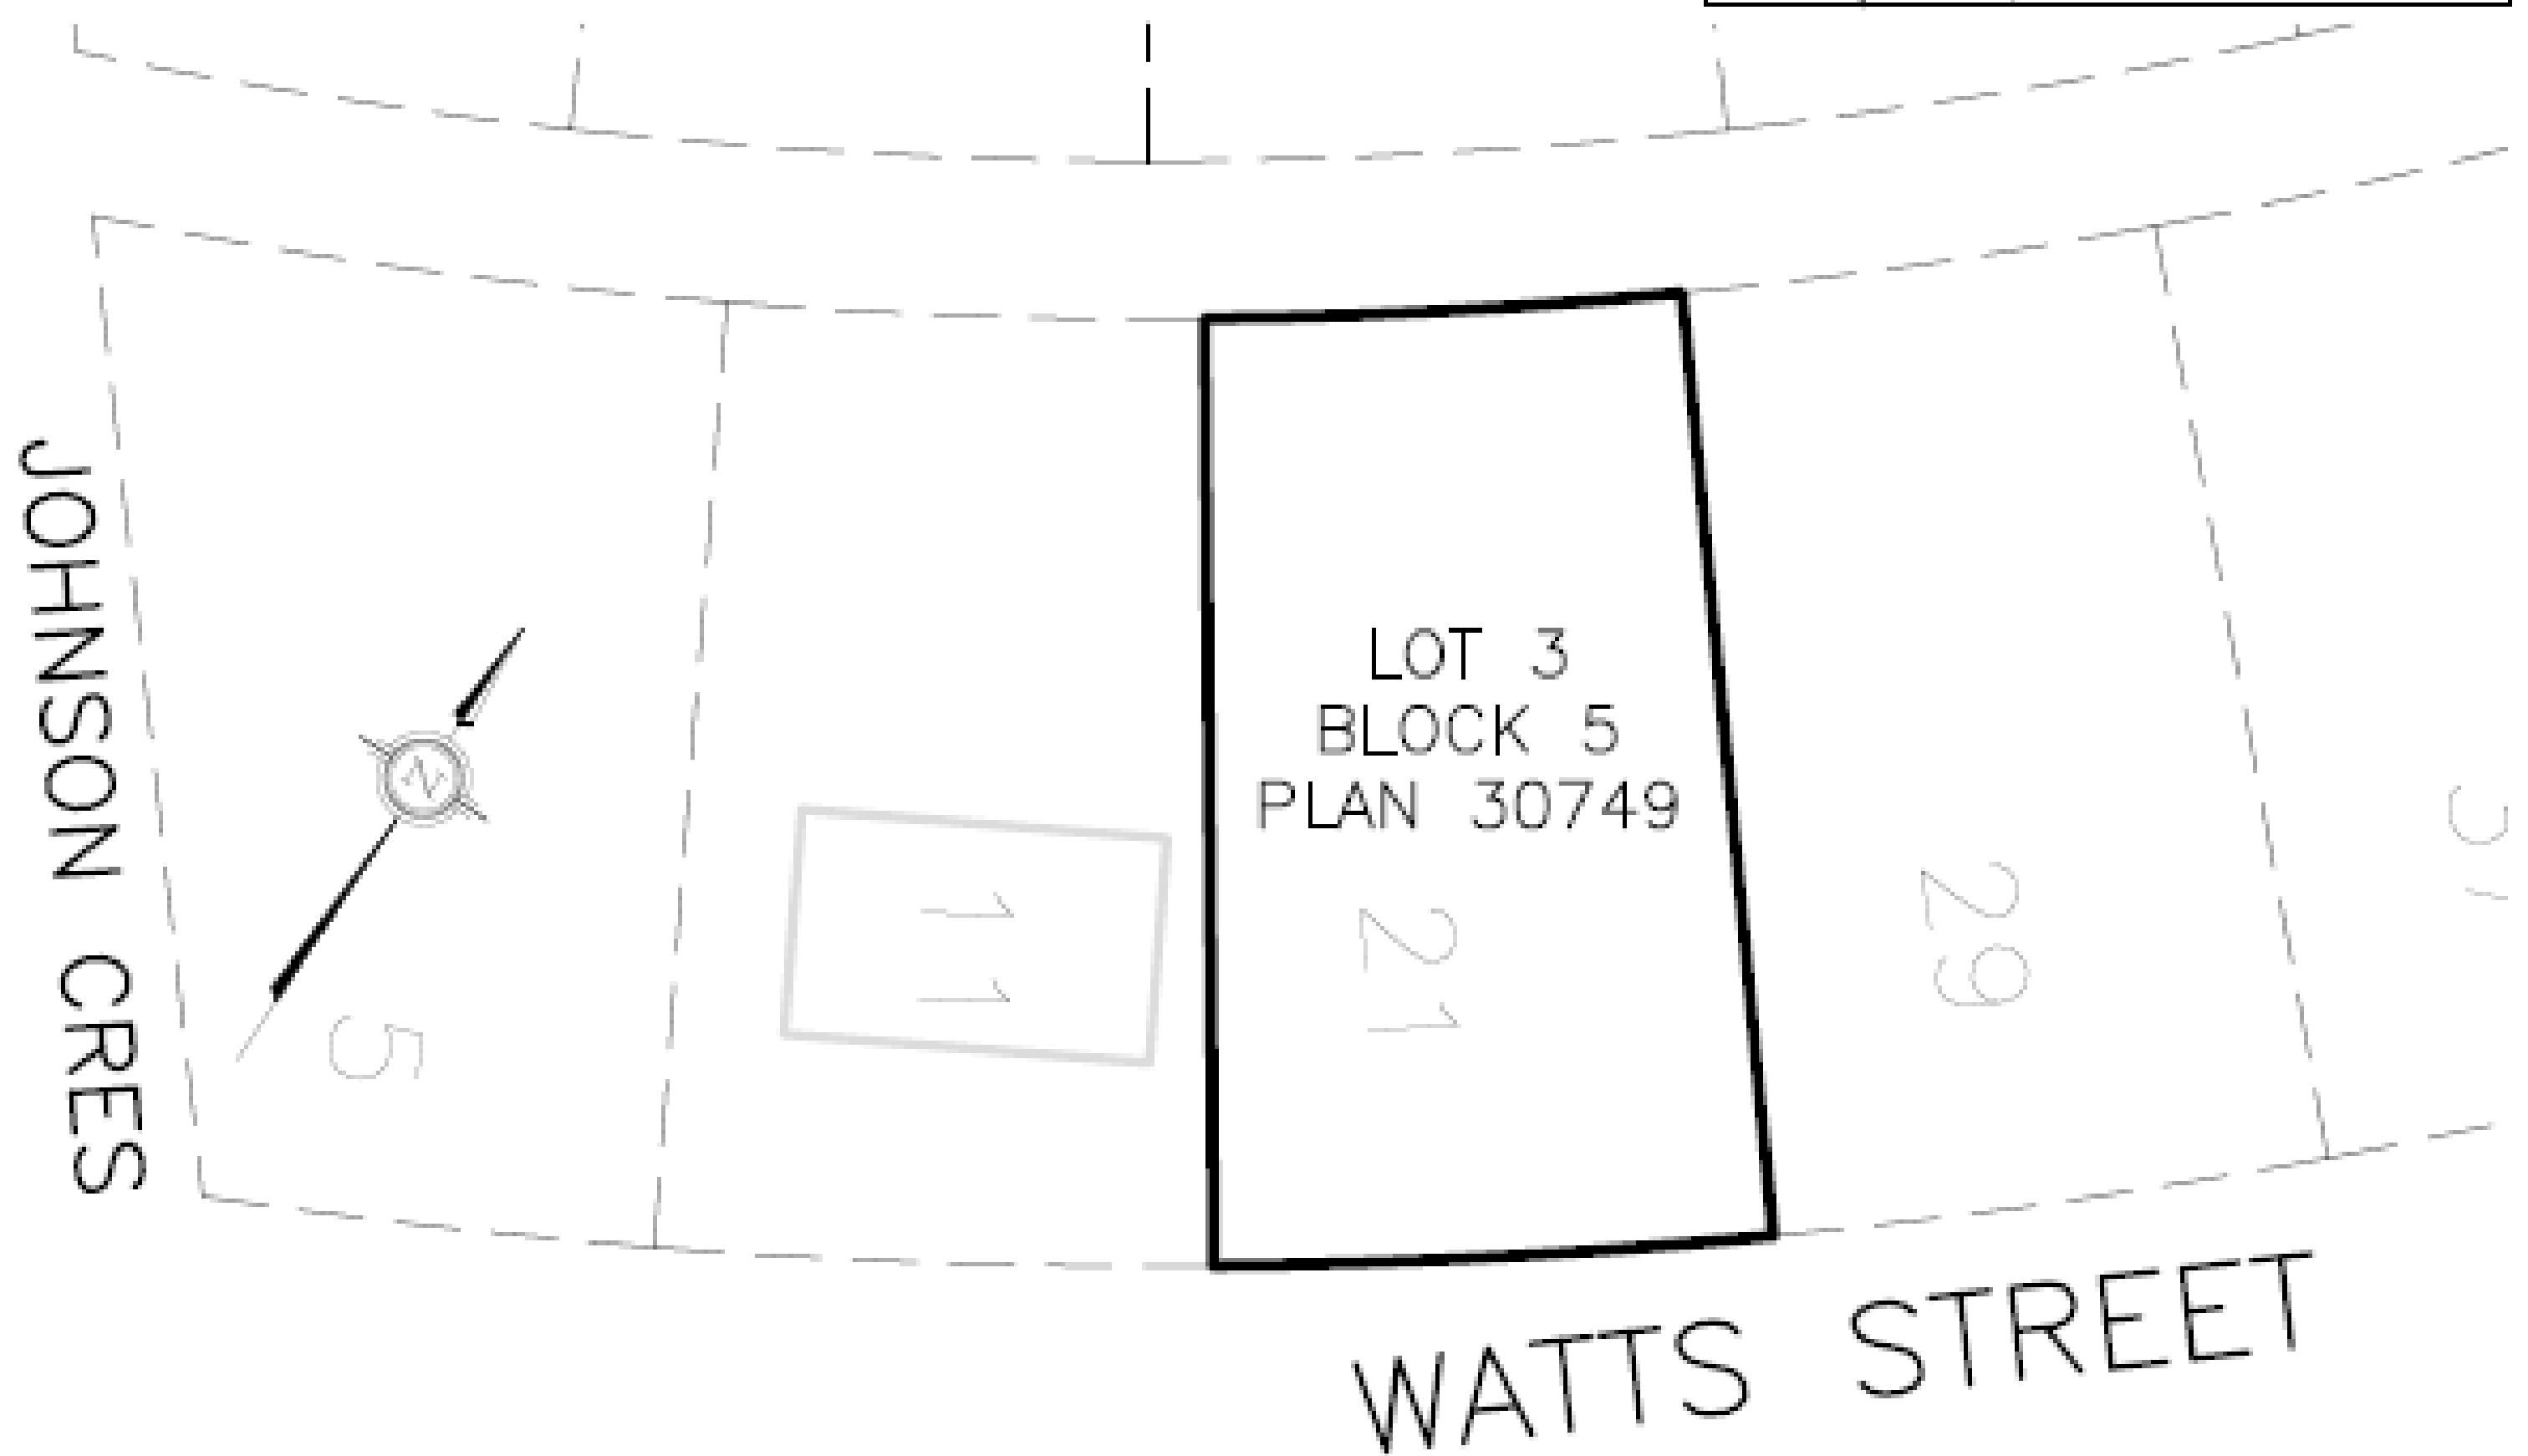 JOHNSON CRES
N
5
11
LOT 3
BLOCK 5
PLAN 30749
21
29
WATTS STREET